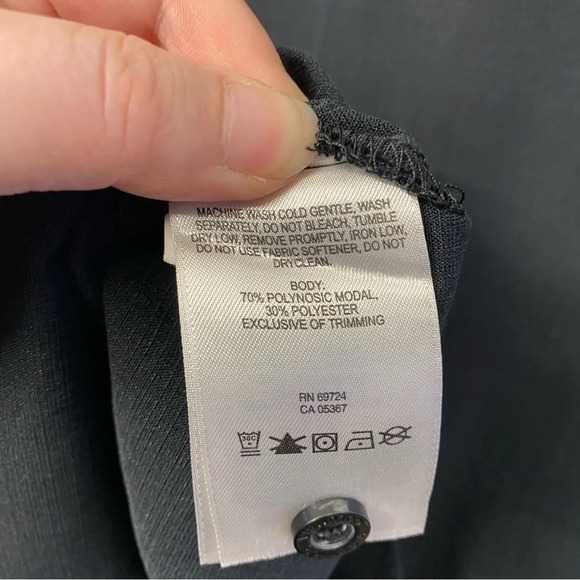 MACHINE WASH COLD GENTLE, WASH
SEPARATELY, DO NOT BLEACH, TUMBLE
DRY LOW, REMOVE PROMPTLY, IRON LOW,
DO NOT USE FABRIC SOFTENER, DO NOT
DRYCLEAN.
BODY:
70% POLYNOSIC MODAL,
30% POLYESTER
EXCLUSIVE OF TRIMMING
RN 69724
CA 05367
30C